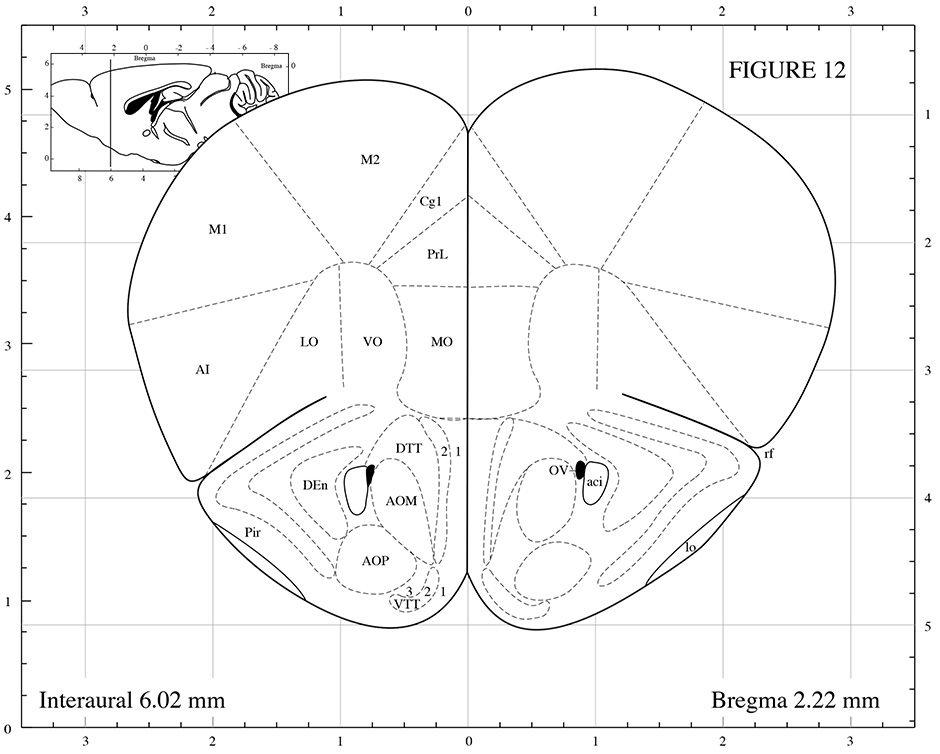 3 2 1 0 1 2 3
FIGURE 12
4 2 0 -2 -4 -6 -8
Bregma
Bregma 0
6
4
2
0
8 6 4 2
5
4
3
2
1
0
1
2
3
4
5
M2
Cg1
M1
PrL
LO VO MO
AI
DTT 2 1
rf
OV
aci
DEn
AOM
Pir
lo
AOP
3 2 1
VTT
Interaural 6.02 mm
Bregma 2.22 mm
3 2 1 0 1 2 3